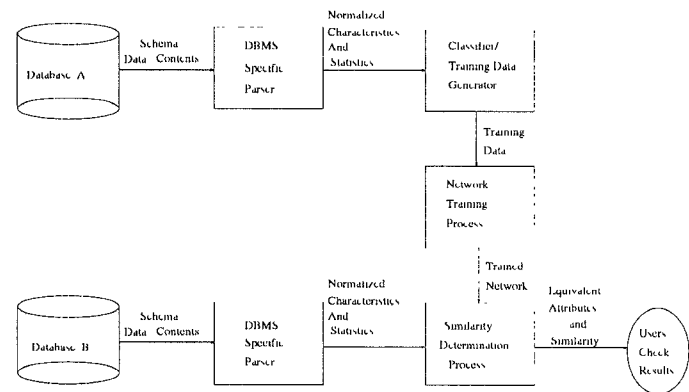 Normalized
Characteristics
And
Statistics
Schema
Data Contents
Database A
DBMS
Specific
Parser
Classifier/
Training Data
Generator
Training
Data
Network
Training
Process
Trained
Network
Normalized
Characteristics
And
Statistics
Equivalent
Attributes
and
Similarity
Schema
Data Contents
Database B
DBMS
Specific
Parser
Similarity
Determination
Process
Users
Check
Results